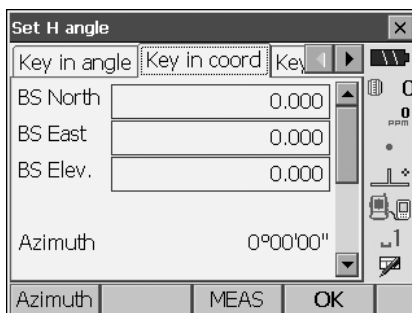 Set H angle
Key in angle Key in coord Key
BS North 0.000
BS East 0.000
BS Elev. 0.000
Azimuth 0°00'00"
0
0
PPM
1
Azimuth MEAS OK